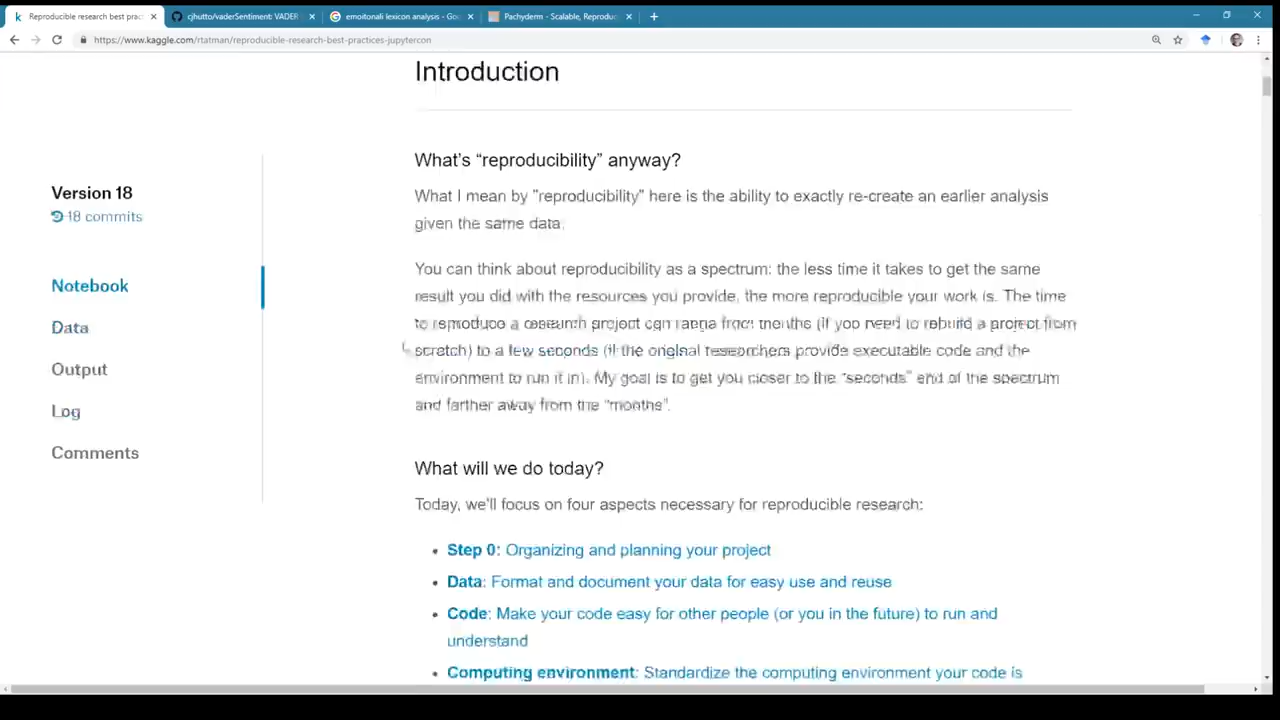 Reproducible research best prac
cjhutto/vaderSentiment: VADER
emoitonali lexicon analysis - Goo
Pachyderm - Scalable, Reproduc
https://www.kaggle.com/rtatman/reproducible-research-best-practices-jupytercon
Introduction
What's “reproducibility” anyway?
What I mean by "reproducibility" here is the ability to exactly re-create an earlier analysis
given the same data.
You can think about reproducibility as a spectrum: the less time it takes to get the same
result you did with the resources you provide, the more reproducible your work is. The time
to reproduce a research project can range from months (if you need to rebuild a project from
scratch) to a few seconds (if the original researchers provide executable code and the
environment to run it in). My goal is to get you closer to the “seconds” end of the spectrum
and farther away from the “months”.
What will we do today?
Today, we'll focus on four aspects necessary for reproducible research:
Step 0: Organizing and planning your project
Data: Format and document your data for easy use and reuse
Code: Make your code easy for other people (or you in the future) to run and
understand
Computing environment: Standardize the computing environment your code is
Version 18
18 commits
Notebook
Data
Output
Log
Comments